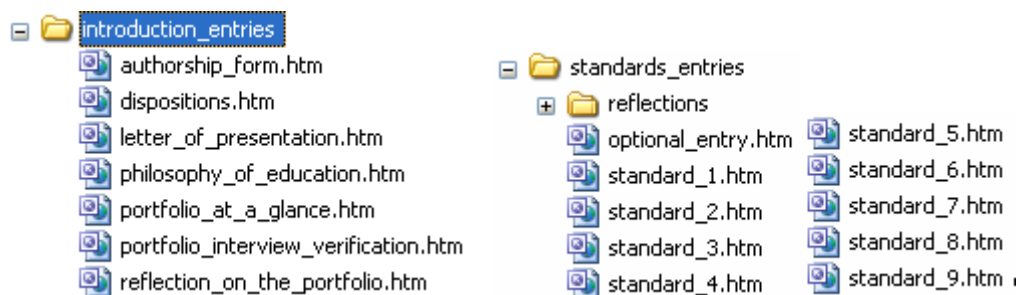 introduction_entries
authorship_form.htm
dispositions.htm
letter_of_presentation.htm
philosophy_of_education.htm
portfolio_at_a_glance.htm
portfolio_interview_verification.htm
reflection_on_the_portfolio.htm
standards_entries
reflections
optional_entry.htm
standard_1.htm
standard_2.htm
standard_3.htm
standard_4.htm
standard_5.htm
standard_6.htm
standard_7.htm
standard_8.htm
standard_9.htm